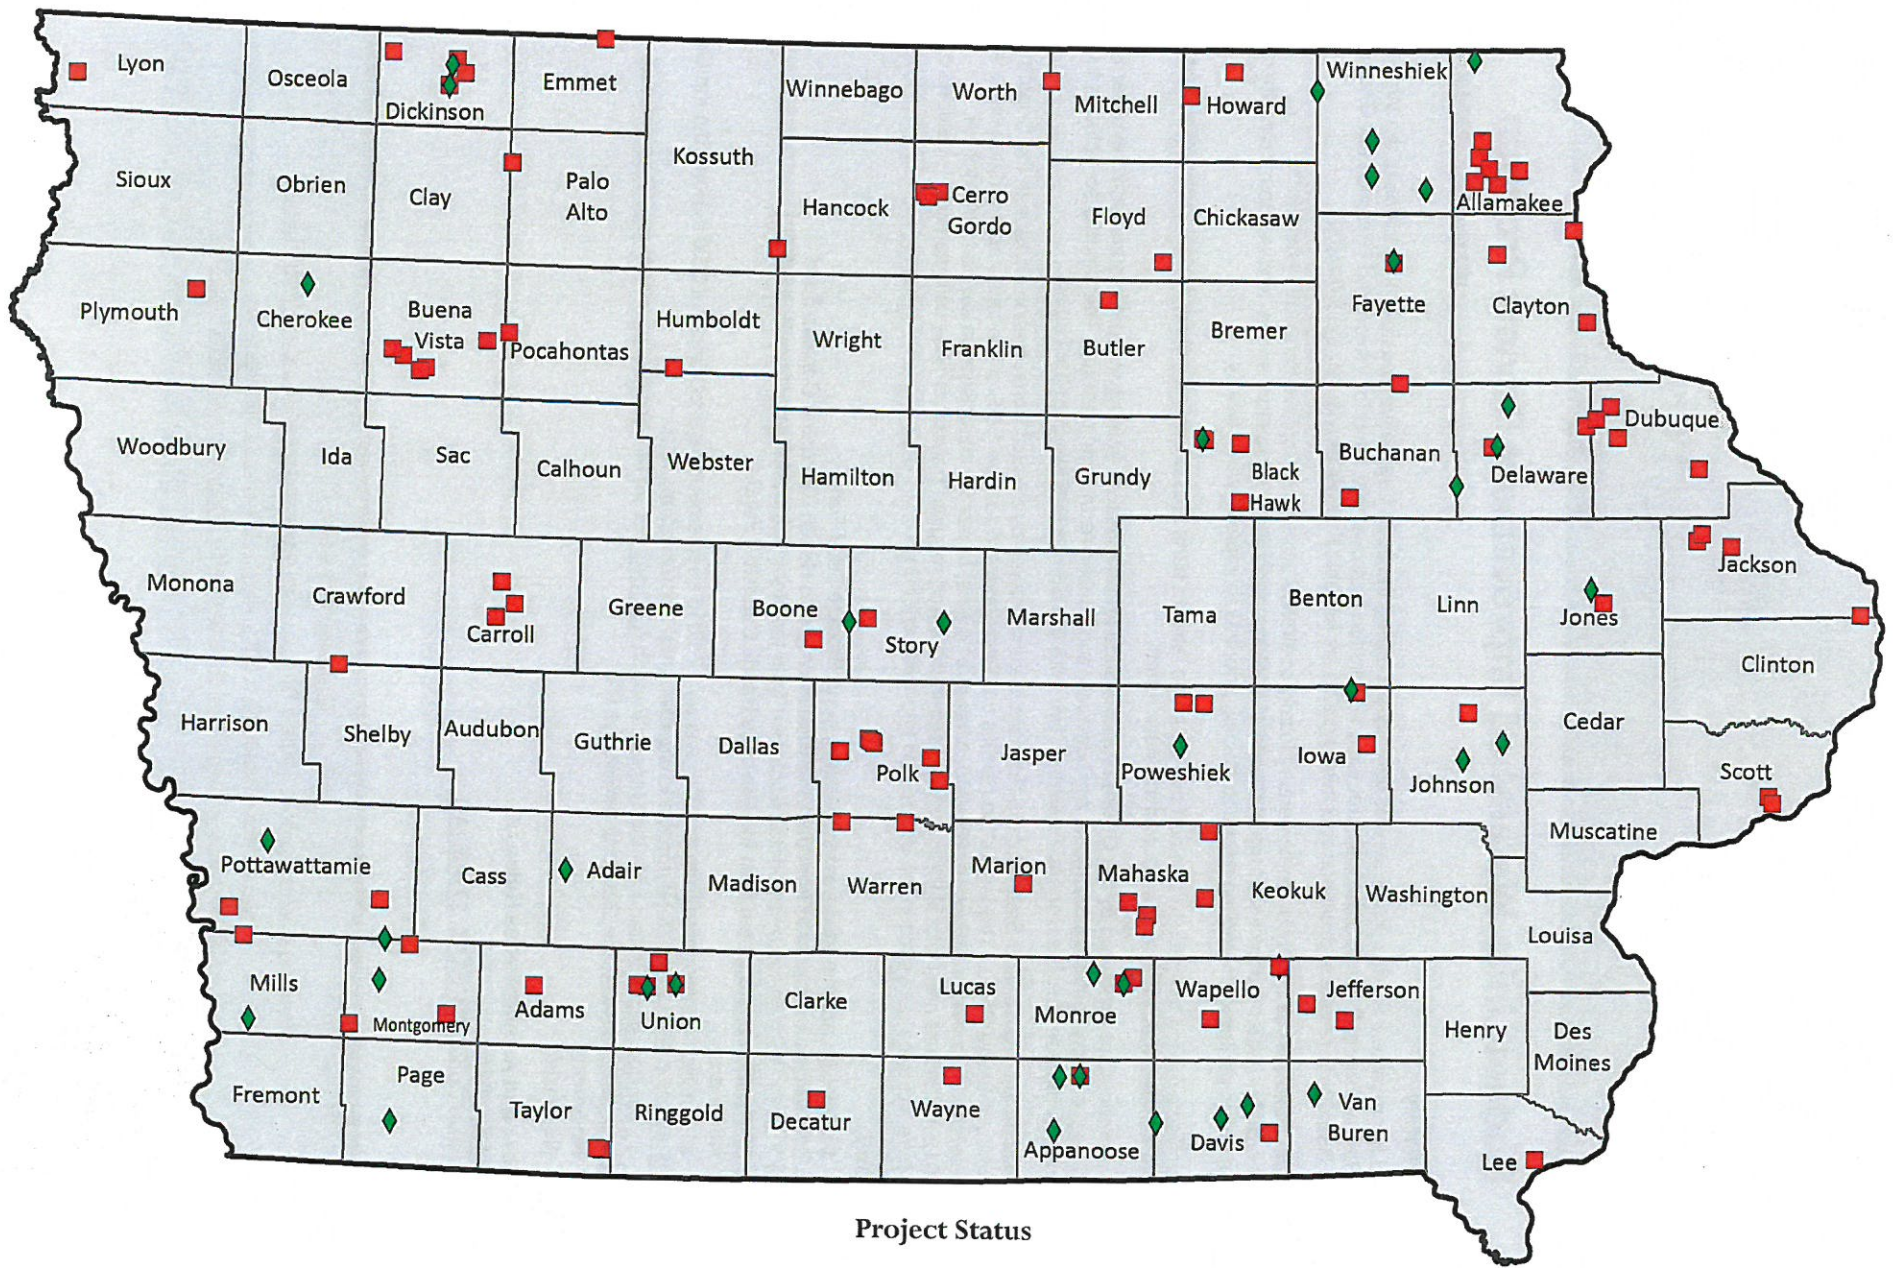 Lyon
Osceola
Dickinson
Emmet
Kossuth
Winnebago
Worth
Mitchell
Howard
Winneshiek
Allamakee
Sioux
Obrien
Clay
Palo
Alto
Hancock
Cerro
Gordo
Floyd
Chickasaw
Plymouth
Cherokee
Buena
Vista
Pocahontas
Humboldt
Wright
Franklin
Butler
Bremer
Fayette
Clayton
Woodbury
Ida
Sac
Calhoun
Webster
Hamilton
Hardin
Grundy
Black
Hawk
Buchanan
Delaware
Dubuque
Monona
Crawford
Carroll
Greene
Boone
Story
Marshall
Tama
Benton
Linn
Jones
Jackson
Clinton
Harrison
Shelby
Audubon
Guthrie
Dallas
Polk
Jasper
Poweshiek
Iowa
Johnson
Cedar
Scott
Muscatine
Pottawattamie
Cass
Adair
Madison
Warren
Marion
Mahaska
Keokuk
Washington
Louisa
Mills
Montgomery
Adams
Union
Clarke
Lucas
Monroe
Wapello
Jefferson
Henry
Des
Moines
Fremont
Page
Taylor
Ringgold
Decatur
Wayne
Appanoose
Davis
Van
Buren
Lee
Project Status